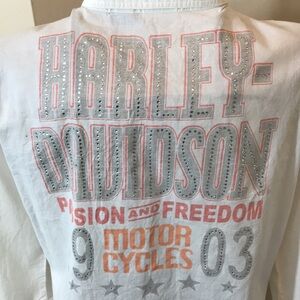 HARLEY-
DAVIDSON
PASSION AND FREEDOM
9 MOTOR CYCLES 03